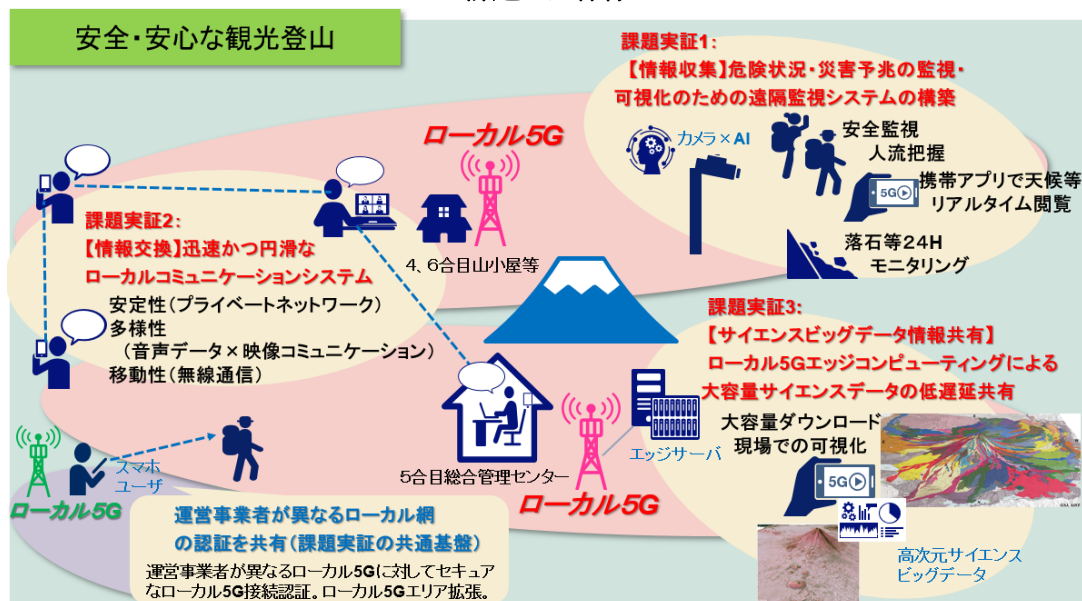 安全・安心な観光登山
課題実証1:
【情報収集】危険状況・災害予兆の監視・
可視化のための遠隔監視システムの構築
カメラ×AI
安全監視
人流把握
5G
携帯アプリで天候等
リアルタイム閲覧
落石等24H
モニタリング
ローカル5G
4、6合目山小屋等
課題実証2:
【情報交換】迅速かつ円滑な
ローカルコミュニケーションシステム
安定性(プライベートネットワーク)
多様性
(音声データ×映像コミュニケーション)
移動性(無線通信)
課題実証3:
【サイエンスビッグデータ情報共有】
ローカル5Gエッジコンピューティングによる
大容量サイエンスデータの低遅延共有
大容量ダウンロード
現場での可視化
5G
エッジサーバ
5合目総合管理センター
ローカル5G
高次元サイエンス
ビッグデータ
スマホ
ユーザ
ローカル5G
運営事業者が異なるローカル網
の認証を共有(課題実証の共通基盤)
運営事業者が異なるローカル5Gに対してセキュア
なローカル5G接続認証。ローカル5Gエリア拡張。